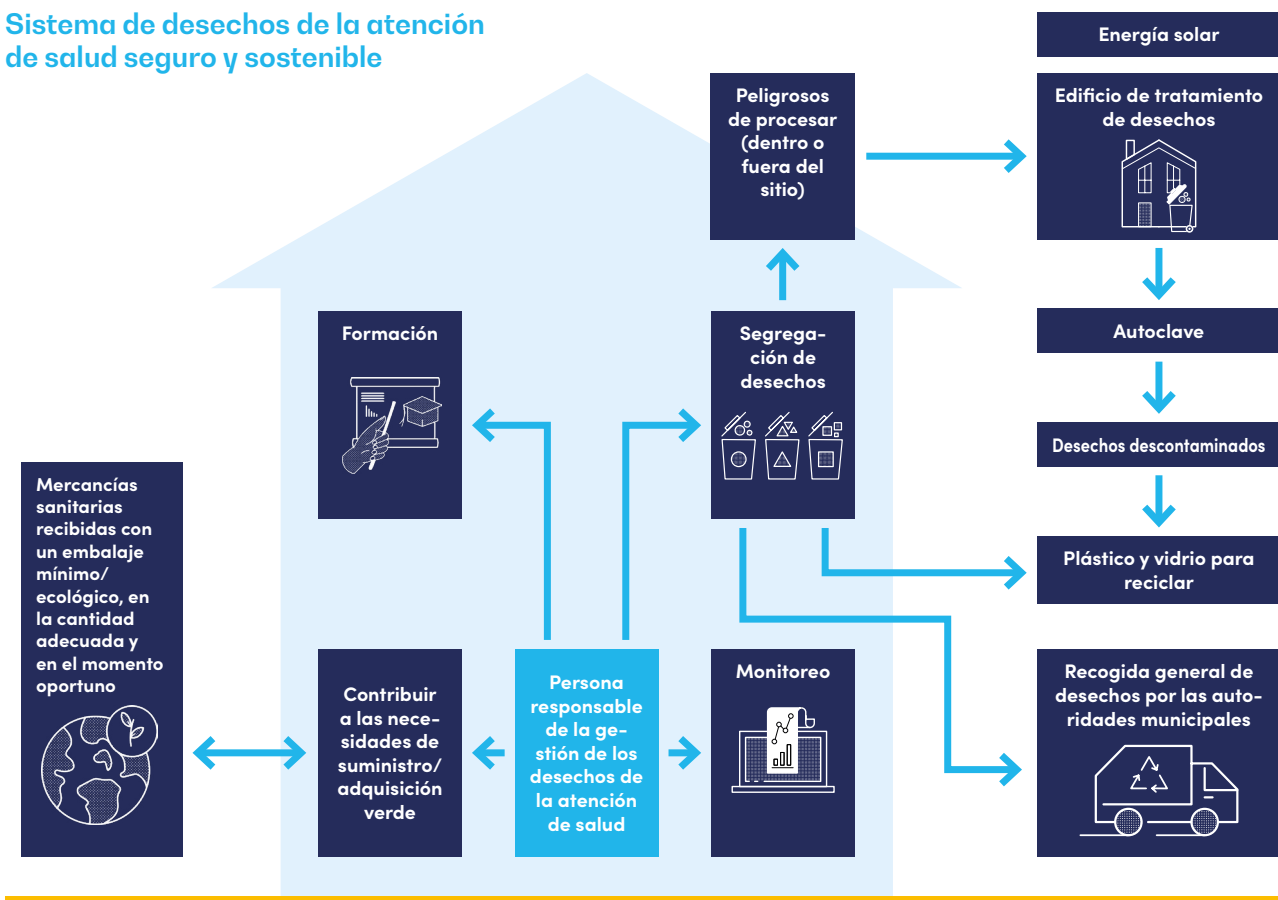 Sistema de desechos de la atención
de salud seguro y sostenible
Energía solar
Peligrosos
de procesar
(dentro o
fuera del
sitio)
Edificio de tratamiento
de desechos
Formación
Segrega-
ción de
desechos
Autoclave
Desechos descontaminados
Mercancías
sanitarias
recibidas con
un embalaje
mínimo/
ecológico, en
la cantidad
adecuada y
en el momento
oportuno
Plástico y vidrio para
reciclar
Contribuir
a las nece-
sidades de
suministro/
adquisición
verde
Persona
responsable
de la ge-
stión de los
desechos de
la atención
de salud
Monitoreo
Recogida general de
desechos por las auto-
ridades municipales